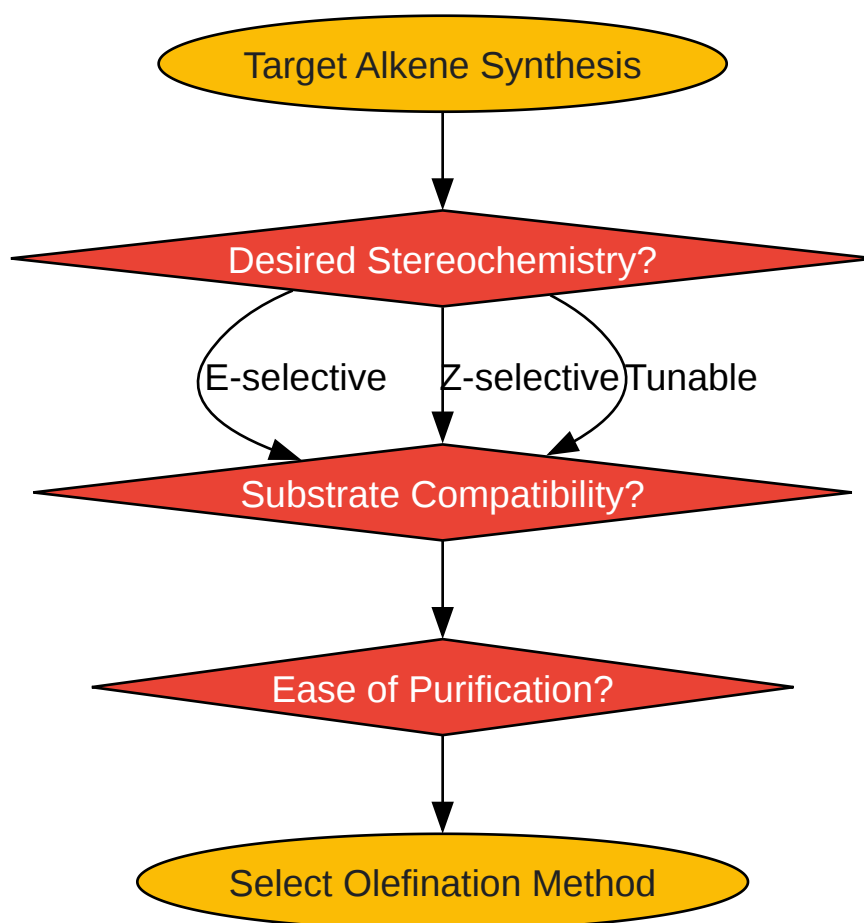 Target Alkene Synthesis
Desired Stereochemistry?
E-selective
Z-selective
Tunable
Substrate Compatibility?
Ease of Purification?
Select Olefination Method